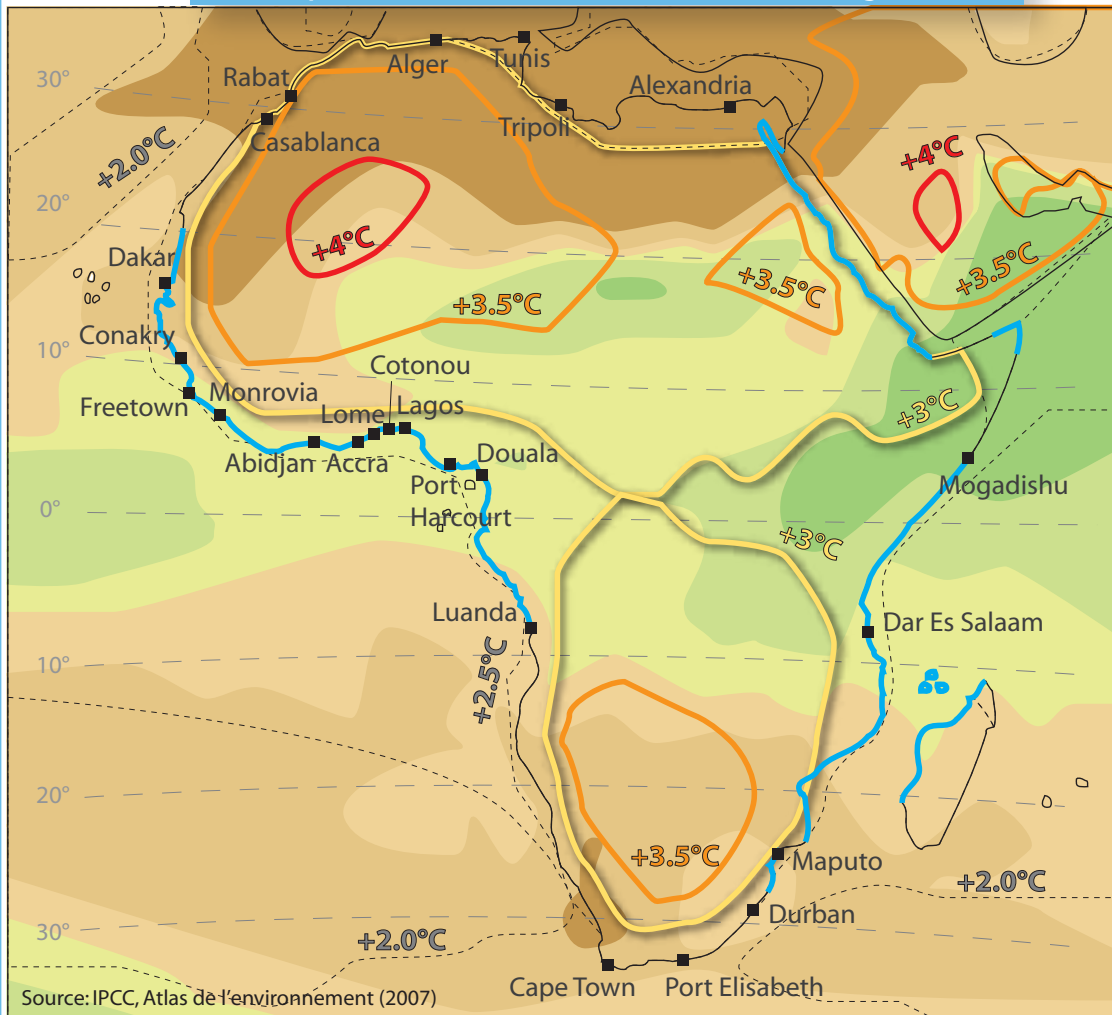 Alger
Tunis
30°
Rabat
Alexandria
Tripoli
Casablanca
+2.0°C
+4°C
20°
+4°C
Dakar
+3.5°C
+3.5°C
+3.5°C
Conakry
10°
Cotonou
Monrovia
Freetown
Lome
Lagos
+3°C
Abidjan
Accra
Douala
Port
Harcourt
Mogadishu
0°
+3°C
Luanda
Dar Es Salaam
10°
+2.5°C
20°
+3.5°C
Maputo
+2.0°C
Durban
30°
+2.0°C
Cape Town
Port Elisabeth
Source: IPCC, Atlas de l'environnement (2007)